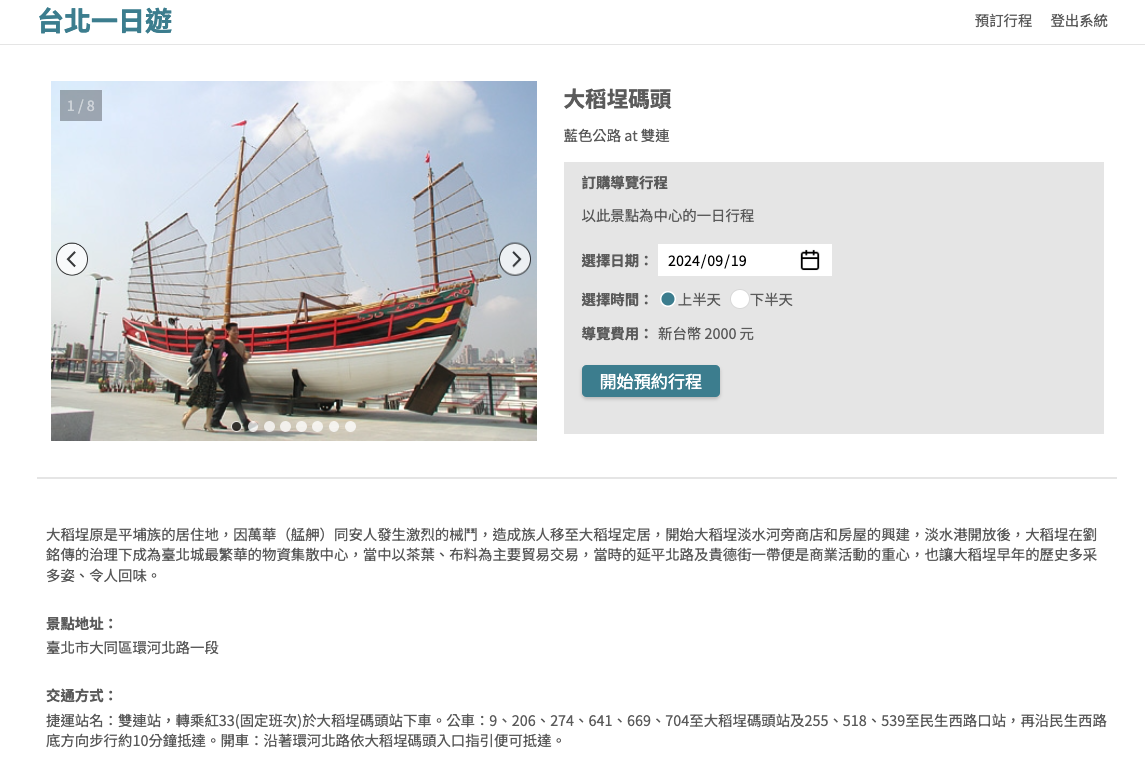 台北一日遊
預訂行程 登出系統
1 / 8
大稻埕碼頭
藍色公路 at 雙連
訂購導覽行程
以此景點為中心的一日行程
選擇日期： 2024/09/19
選擇時間： 上半天 下半天
導覽費用： 新台幣 2000 元
開始預約行程
大稻埕原是平埔族的居住地，因萬華（艋舺）同安人發生激烈的械鬥，造成族人移至大稻埕定居，開始大稻埕淡水河旁商店和房屋的興建，淡水港開放後，大稻埕在劉
銘傳的治理下成為臺北城最繁華的物資集散中心，當中以茶葉、布料為主要貿易交易，當時的延平北路及貴德街一帶便是商業活動的重心，也讓大稻埕早年的歷史多采
多姿、令人回味。
景點地址：
臺北市大同區環河北路一段
交通方式：
捷運站名：雙連站，轉乘紅33(固定班次)於大稻埕碼頭站下車。公車：9、206、274、641、669、704至大稻埕碼頭站及255、518、539至民生西路口站，再沿民生西路
底方向步行約10分鐘抵達。開車：沿著環河北路依大稻埕碼頭入口指引便可抵達。